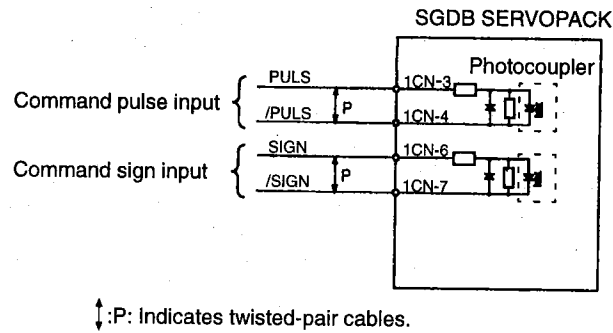 SGDB SERVOPACK
Photocoupler
PULS
1CN-3
Command pulse input
P
/PULS
1CN-4
SIGN
1CN-6
Command sign input
P
/SIGN
1CN-7
:P: Indicates twisted-pair cables.